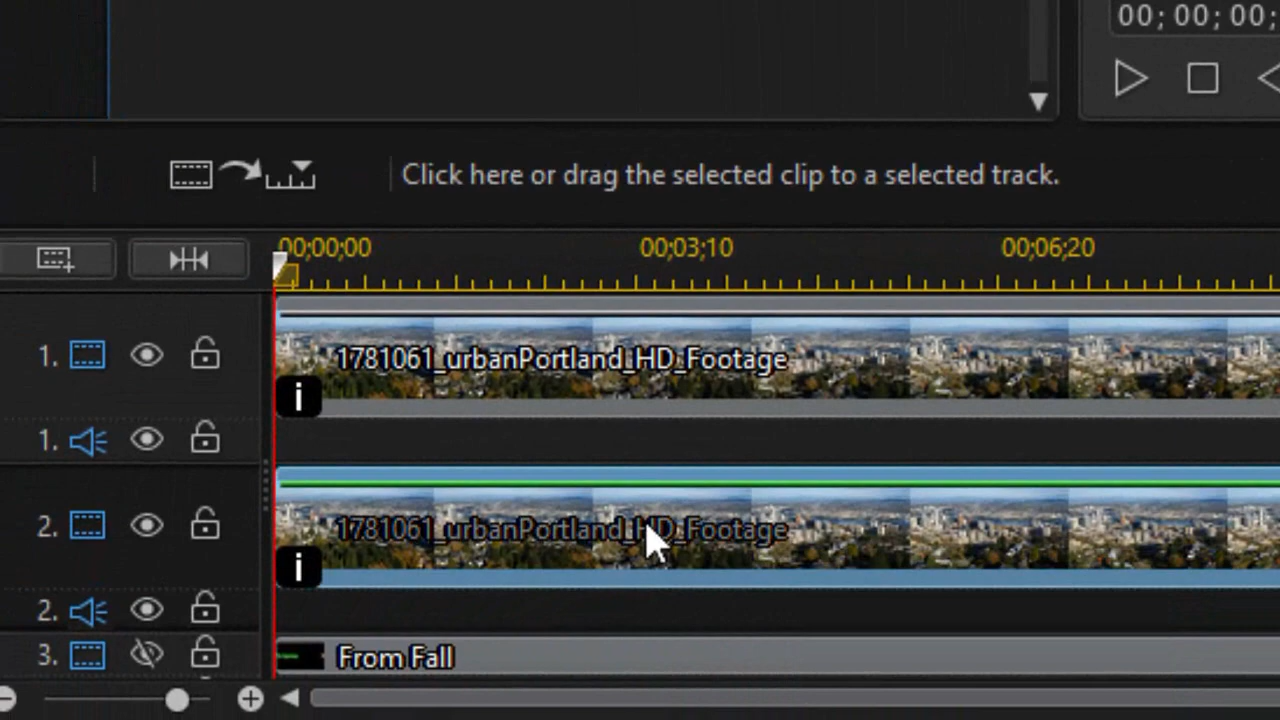 00; 00; 00;
Click here or drag the selected clip to a selected track.
00;00;00 00;03;10 00;06;20
1. 1781061_urbanPortland_HD_Footage
i
1.
2. 1781061_urbanPortland_HD_Footage
i
2.
3. From Fall